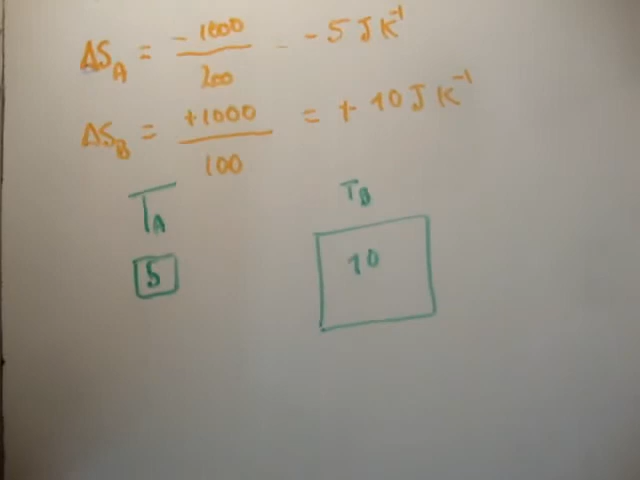 ΔS_A = -1000/200 - -5 J K⁻¹
ΔS_B = +1000/100 = + 10 J K⁻¹
T_A T_B
5 10